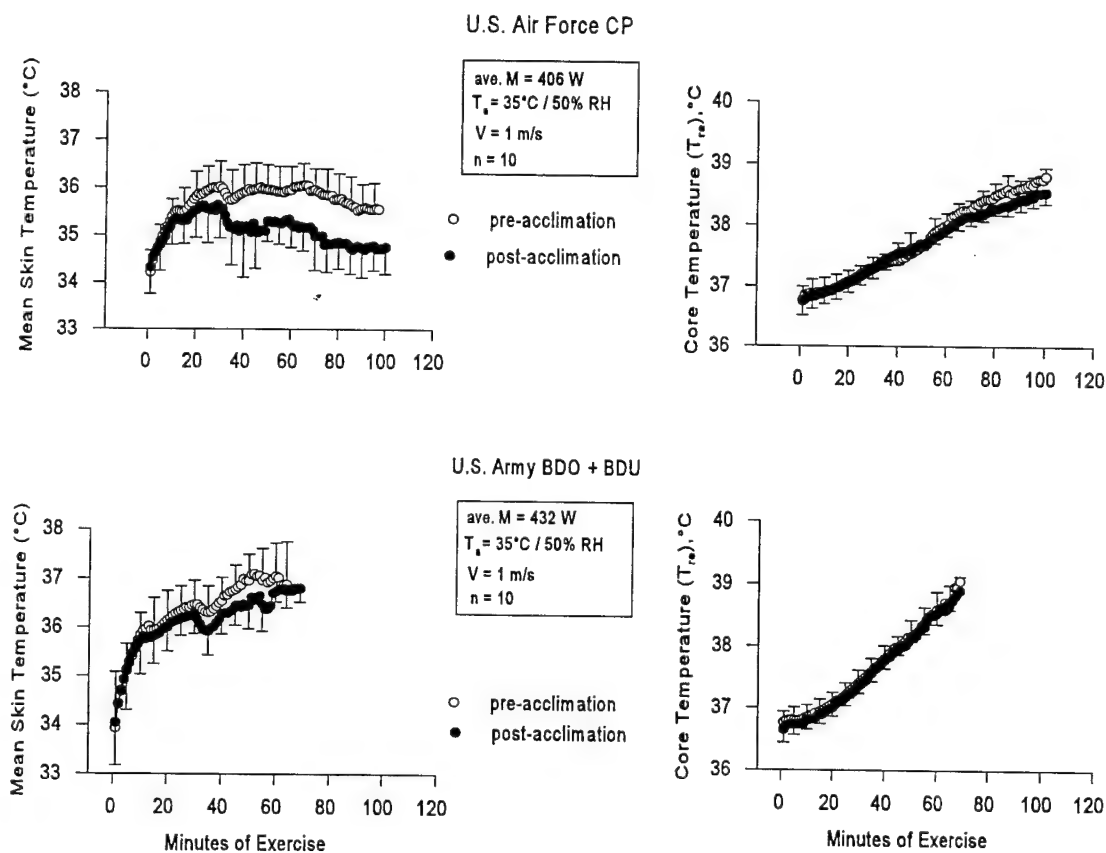 U.S. Air Force CP
ave. M = 406 W
Tₐ = 35°C / 50% RH
V = 1 m/s
n = 10
○ pre-acclimation
● post-acclimation
Mean Skin Temperature (°C)
38
37
36
35
34
33
0 20 40 60 80 100 120
Core Temperature (Tᵣₑ),°C
40
39
38
37
36
0 20 40 60 80 100 120
U.S. Army BDO + BDU
ave. M = 432 W
Tₐ = 35°C / 50% RH
V = 1 m/s
n = 10
○ pre-acclimation
● post-acclimation
Mean Skin Temperature (°C)
38
37
36
35
34
33
0 20 40 60 80 100 120
Minutes of Exercise
Core Temperature (Tᵣₑ),°C
40
39
38
37
36
0 20 40 60 80 100 120
Minutes of Exercise